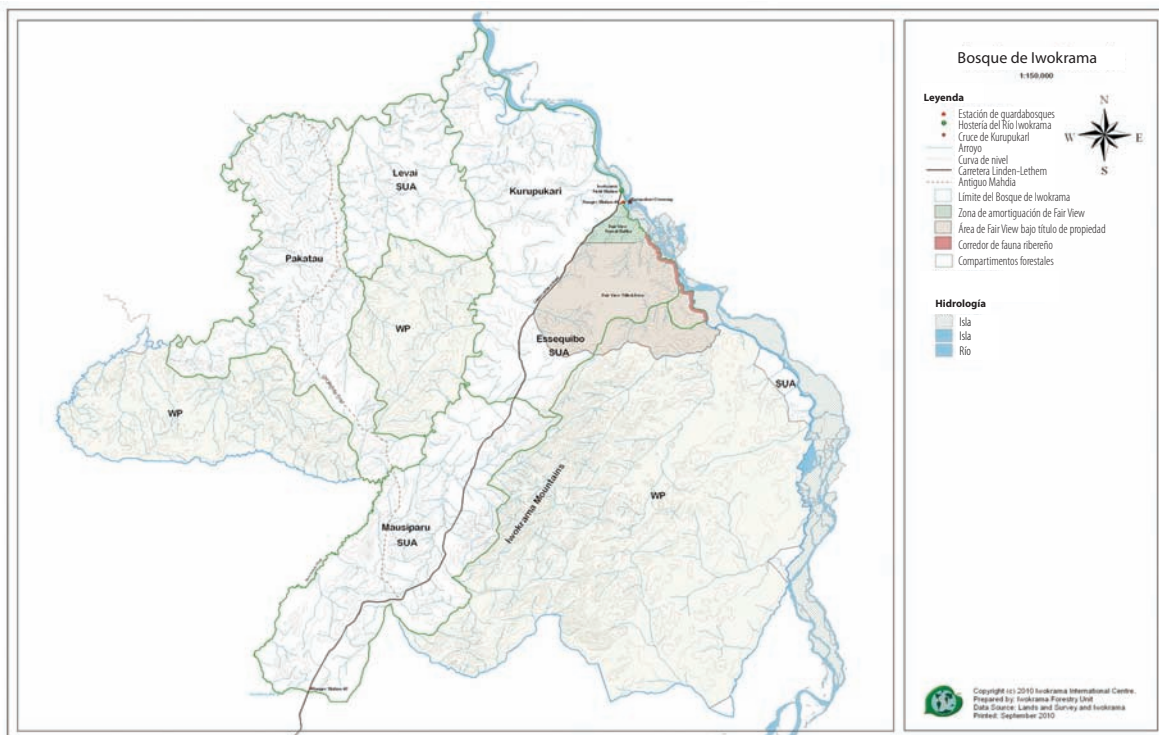 Bosque de Iwokrama
1:150,000
Leyenda
Estación de guardabosques
Hostería del Río Iwokrama
Cruce de Kurupukarl
Arroyo
Curva de nivel
Carretera Linden-Lethem
Antiguo Mahdia
Límite del Bosque de Iwokrama
Zona de amortiguación de Fair View
Área de Fair View bajo título de propiedad
Corredor de fauna ribereño
Compartimentos forestales
N
W
E
S
Hidrología
Isla
Isla
Río
Levai
SUA
Kurupukari
Pakatau
WP
Essequibo
SUA
SUA
WP
WP
Iwokrama Mountains
Mausiparu
SUA
Copyright (c) 2010 Iwokrama International Centre.
Prepared by: Iwokrama Forestry Unit
Data Source: Lands and Survey and Iwokrama
Printed: September 2010